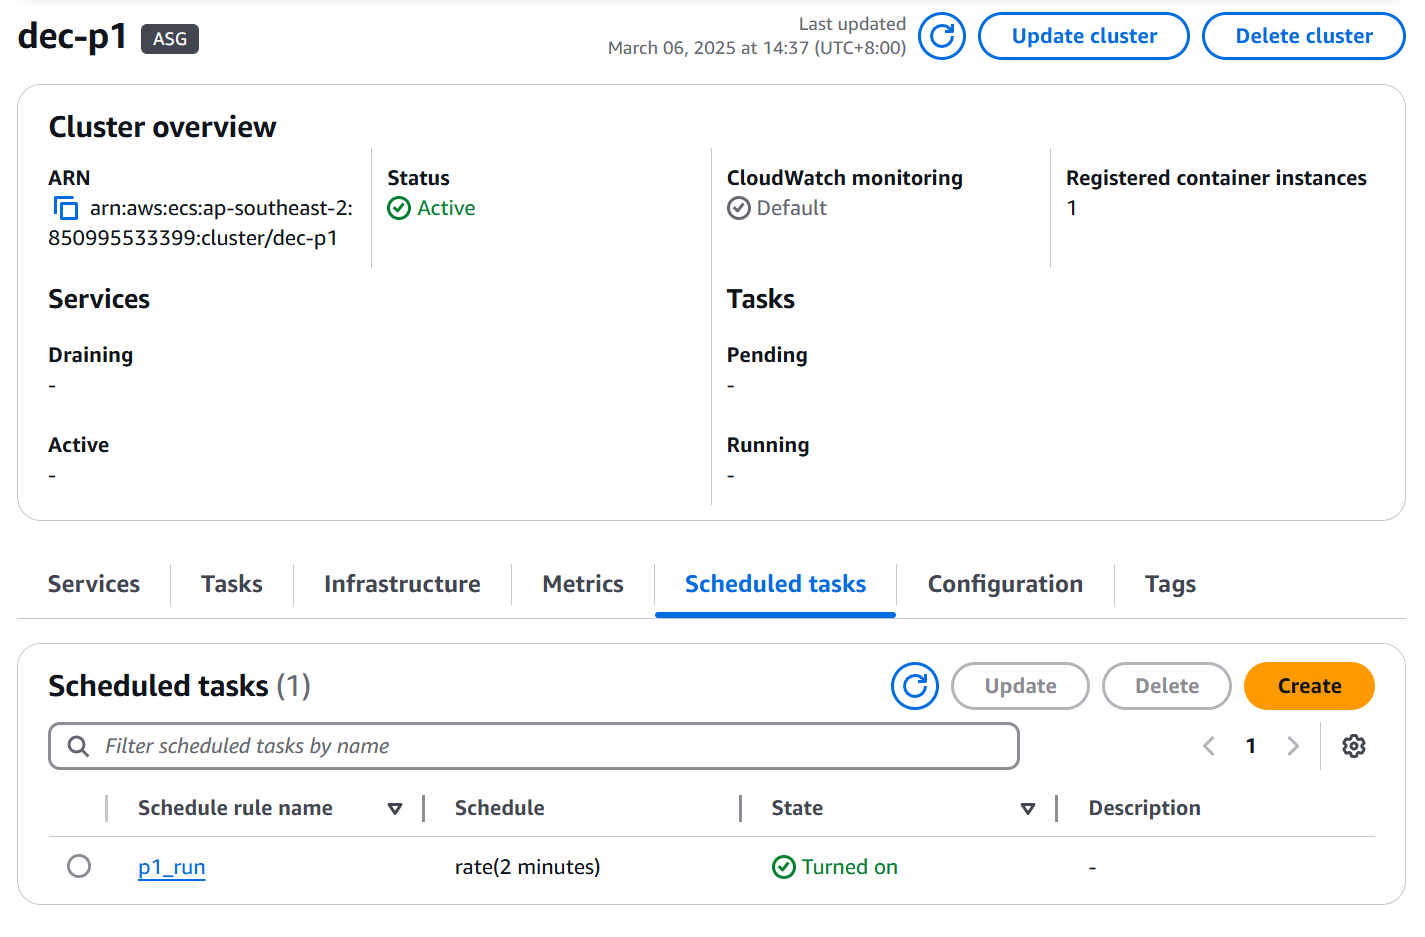 dec-p1 ASG
Last updated
March 06, 2025 at 14:37 (UTC+8:00)
Update cluster
Delete cluster
Cluster overview
ARN
arn:aws:ecs:ap-southeast-2:
850995533399:cluster/dec-p1
Status
Active
CloudWatch monitoring
Default
Registered container instances
1
Services
Draining
-
Active
-
Tasks
Pending
-
Running
-
Services Tasks Infrastructure Metrics Scheduled tasks Configuration Tags
Scheduled tasks (1)
Update Delete Create
Filter scheduled tasks by name
1
Schedule rule name Schedule State Description
p1_run rate(2 minutes) Turned on -